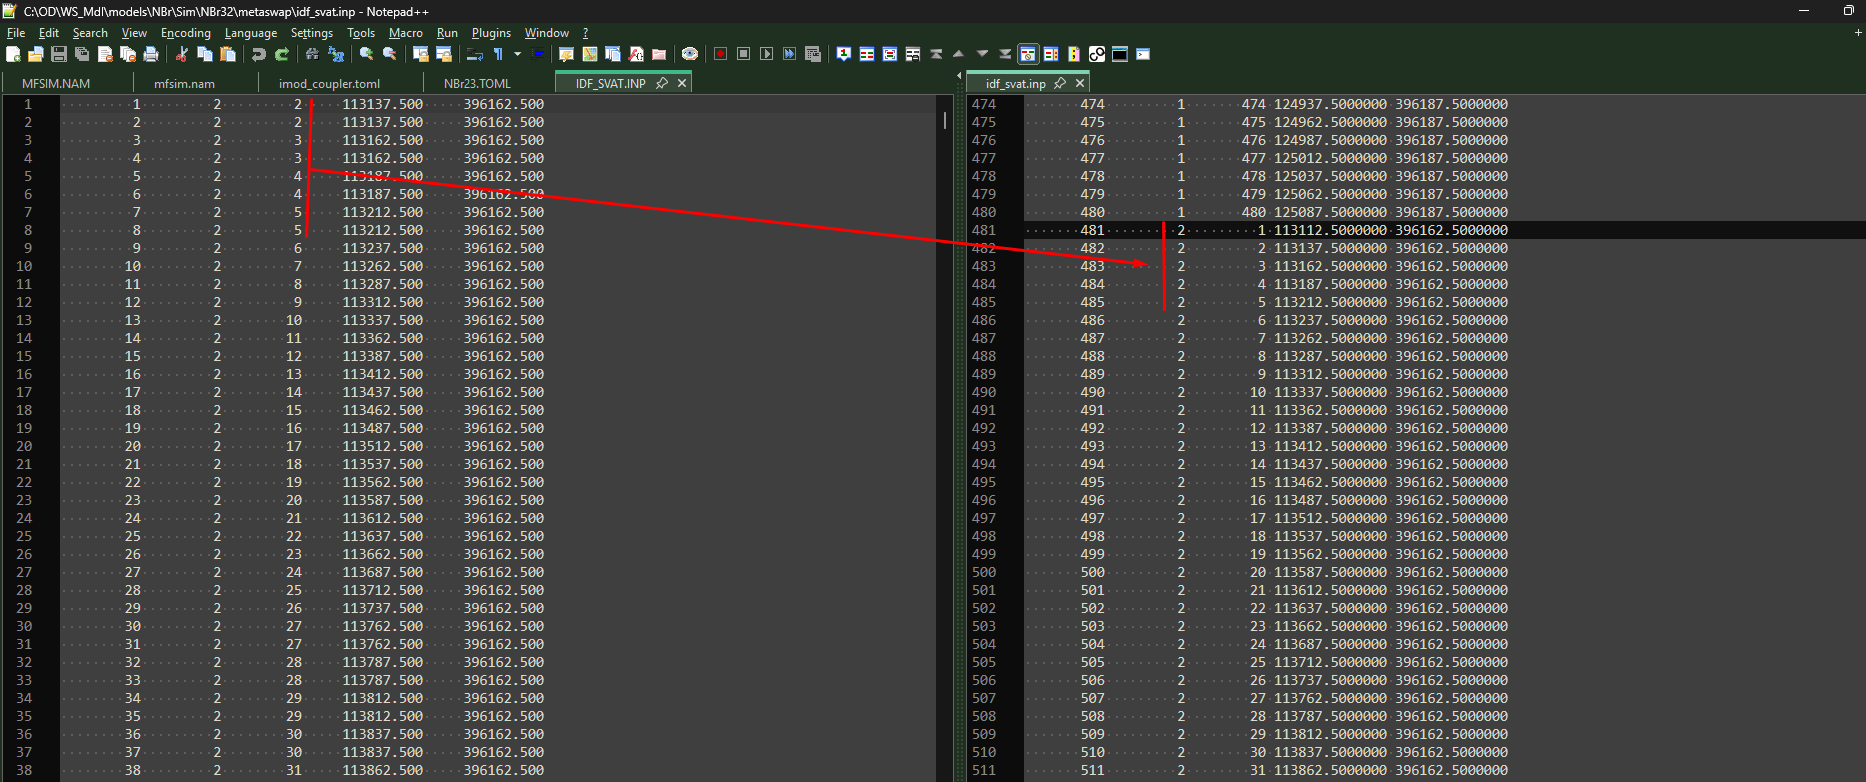 C:\OD\WS_Mdl\models\NBr\Sim\NBr32\metaswap\idf_svat.inp - Notepad++
File Edit Search View Encoding Language Settings Tools Macro Run Plugins Window ?
MFSIM.NAM mfsim.nam imod_coupler.toml NBr23.TOML IDF_SVAT.INP
1 1 2 2 113137.500 396162.500
2 2 2 2 113137.500 396162.500
3 3 2 3 113162.500 396162.500
4 4 2 3 113162.500 396162.500
5 5 2 4 113187.500 396162.500
6 6 2 4 113187.500 396162.500
7 7 2 5 113212.500 396162.500
8 8 2 5 113212.500 396162.500
9 9 2 6 113237.500 396162.500
10 10 2 7 113262.500 396162.500
11 11 2 8 113287.500 396162.500
12 12 2 9 113312.500 396162.500
13 13 2 10 113337.500 396162.500
14 14 2 11 113362.500 396162.500
15 15 2 12 113387.500 396162.500
16 16 2 13 113412.500 396162.500
17 17 2 14 113437.500 396162.500
18 18 2 15 113462.500 396162.500
19 19 2 16 113487.500 396162.500
20 20 2 17 113512.500 396162.500
21 21 2 18 113537.500 396162.500
22 22 2 19 113562.500 396162.500
23 23 2 20 113587.500 396162.500
24 24 2 21 113612.500 396162.500
25 25 2 22 113637.500 396162.500
26 26 2 23 113662.500 396162.500
27 27 2 24 113687.500 396162.500
28 28 2 25 113712.500 396162.500
29 29 2 26 113737.500 396162.500
30 30 2 27 113762.500 396162.500
31 31 2 27 113762.500 396162.500
32 32 2 28 113787.500 396162.500
33 33 2 28 113787.500 396162.500
34 34 2 29 113812.500 396162.500
35 35 2 29 113812.500 396162.500
36 36 2 30 113837.500 396162.500
37 37 2 30 113837.500 396162.500
38 38 2 31 113862.500 396162.500
idf_svat.inp
474 474 1 474 124937.5000000 396187.5000000
475 475 1 475 124962.5000000 396187.5000000
476 476 1 476 124987.5000000 396187.5000000
477 477 1 477 125012.5000000 396187.5000000
478 478 1 478 125037.5000000 396187.5000000
479 479 1 479 125062.5000000 396187.5000000
480 480 1 480 125087.5000000 396187.5000000
481 481 2 1 113112.5000000 396162.5000000
482 482 2 2 113137.5000000 396162.5000000
483 483 2 3 113162.5000000 396162.5000000
484 484 2 4 113187.5000000 396162.5000000
485 485 2 5 113212.5000000 396162.5000000
486 486 2 6 113237.5000000 396162.5000000
487 487 2 7 113262.5000000 396162.5000000
488 488 2 8 113287.5000000 396162.5000000
489 489 2 9 113312.5000000 396162.5000000
490 490 2 10 113337.5000000 396162.5000000
491 491 2 11 113362.5000000 396162.5000000
492 492 2 12 113387.5000000 396162.5000000
493 493 2 13 113412.5000000 396162.5000000
494 494 2 14 113437.5000000 396162.5000000
495 495 2 15 113462.5000000 396162.5000000
496 496 2 16 113487.5000000 396162.5000000
497 497 2 17 113512.5000000 396162.5000000
498 498 2 18 113537.5000000 396162.5000000
499 499 2 19 113562.5000000 396162.5000000
500 500 2 20 113587.5000000 396162.5000000
501 501 2 21 113612.5000000 396162.5000000
502 502 2 22 113637.5000000 396162.5000000
503 503 2 23 113662.5000000 396162.5000000
504 504 2 24 113687.5000000 396162.5000000
505 505 2 25 113712.5000000 396162.5000000
506 506 2 26 113737.5000000 396162.5000000
507 507 2 27 113762.5000000 396162.5000000
508 508 2 28 113787.5000000 396162.5000000
509 509 2 29 113812.5000000 396162.5000000
510 510 2 30 113837.5000000 396162.5000000
511 511 2 31 113862.5000000 396162.5000000